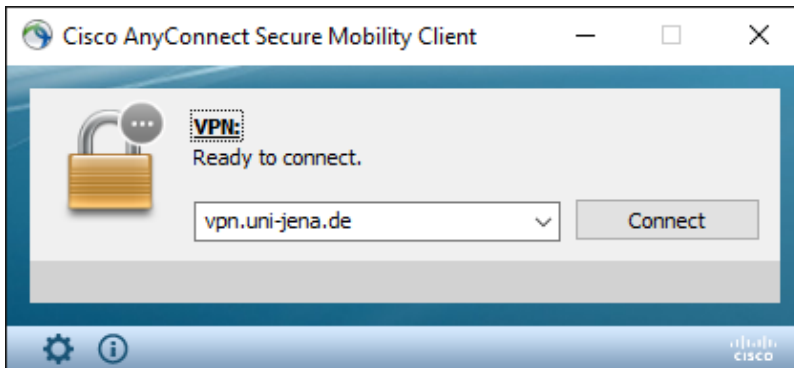 Cisco AnyConnect Secure Mobility Client
VPN:
Ready to connect.
vpn.uni-jena.de
Connect
cisco